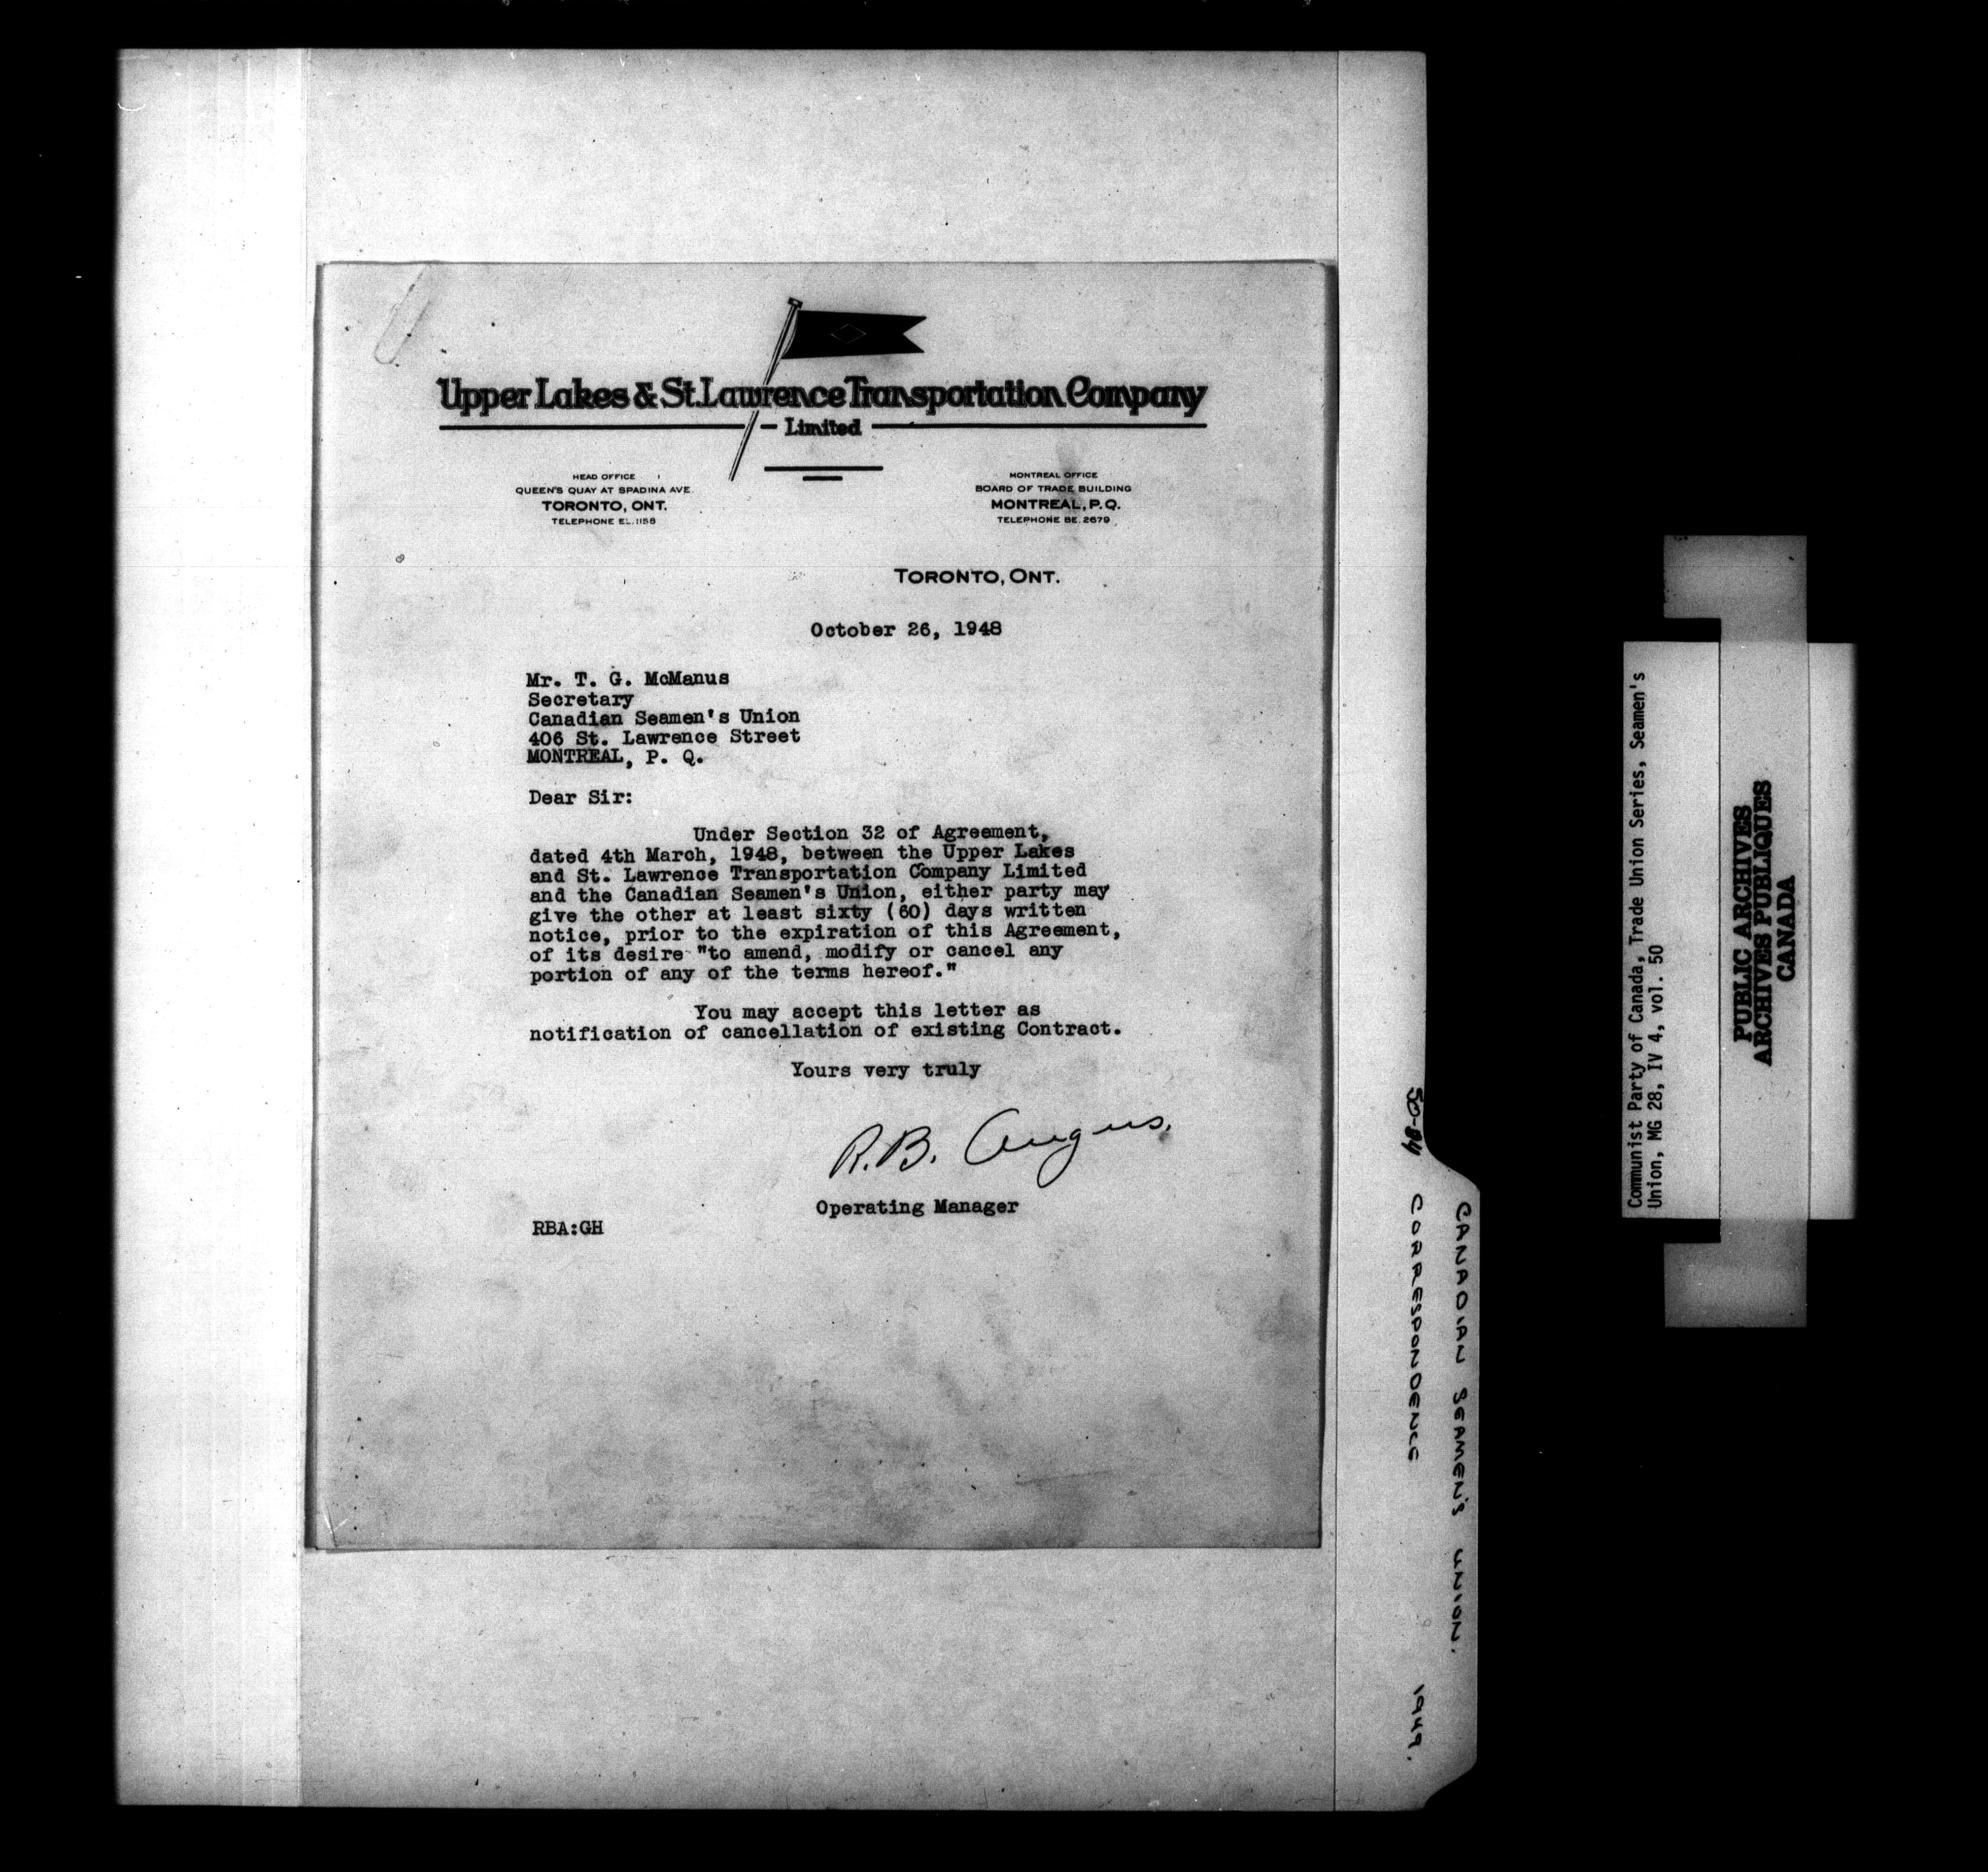 Upper Lakes & St. Lawrence Transportation Company
Limited
HEAD OFFICE
QUEEN'S QUAY AT SPADINA AVE.
TORONTO, ONT.
TELEPHONE EL. 1158
MONTREAL OFFICE
BOARD OF TRADE BUILDING
MONTREAL, P.Q.
TELEPHONE BE. 2679
TORONTO, ONT.
October 26, 1948
Mr. T. G. McManus
Secretary
Canadian Seamen's Union
406 St. Lawrence Street
MONTREAL, P. Q.
Dear Sir:
Under Section 32 of Agreement,
dated 4th March, 1948, between the Upper Lakes
and St. Lawrence Transportation Company Limited
and the Canadian Seamen's Union, either party may
give the other at least sixty (60) days written
notice, prior to the expiration of this Agreement,
of its desire "to amend, modify or cancel any
portion of any of the terms hereof."
You may accept this letter as
notification of cancellation of existing Contract.
Yours very truly
R.B. Angus.
Operating Manager
RBA:GH
CANADIAN SEAMEN'S UNION.
50-84 CORRESPONDENCE 1949.
Communist Party of Canada, Trade Union Series, Seamen's
Union, MG 28, IV 4, vol. 50
PUBLIC ARCHIVES
ARCHIVES PUBLIQUES
CANADA